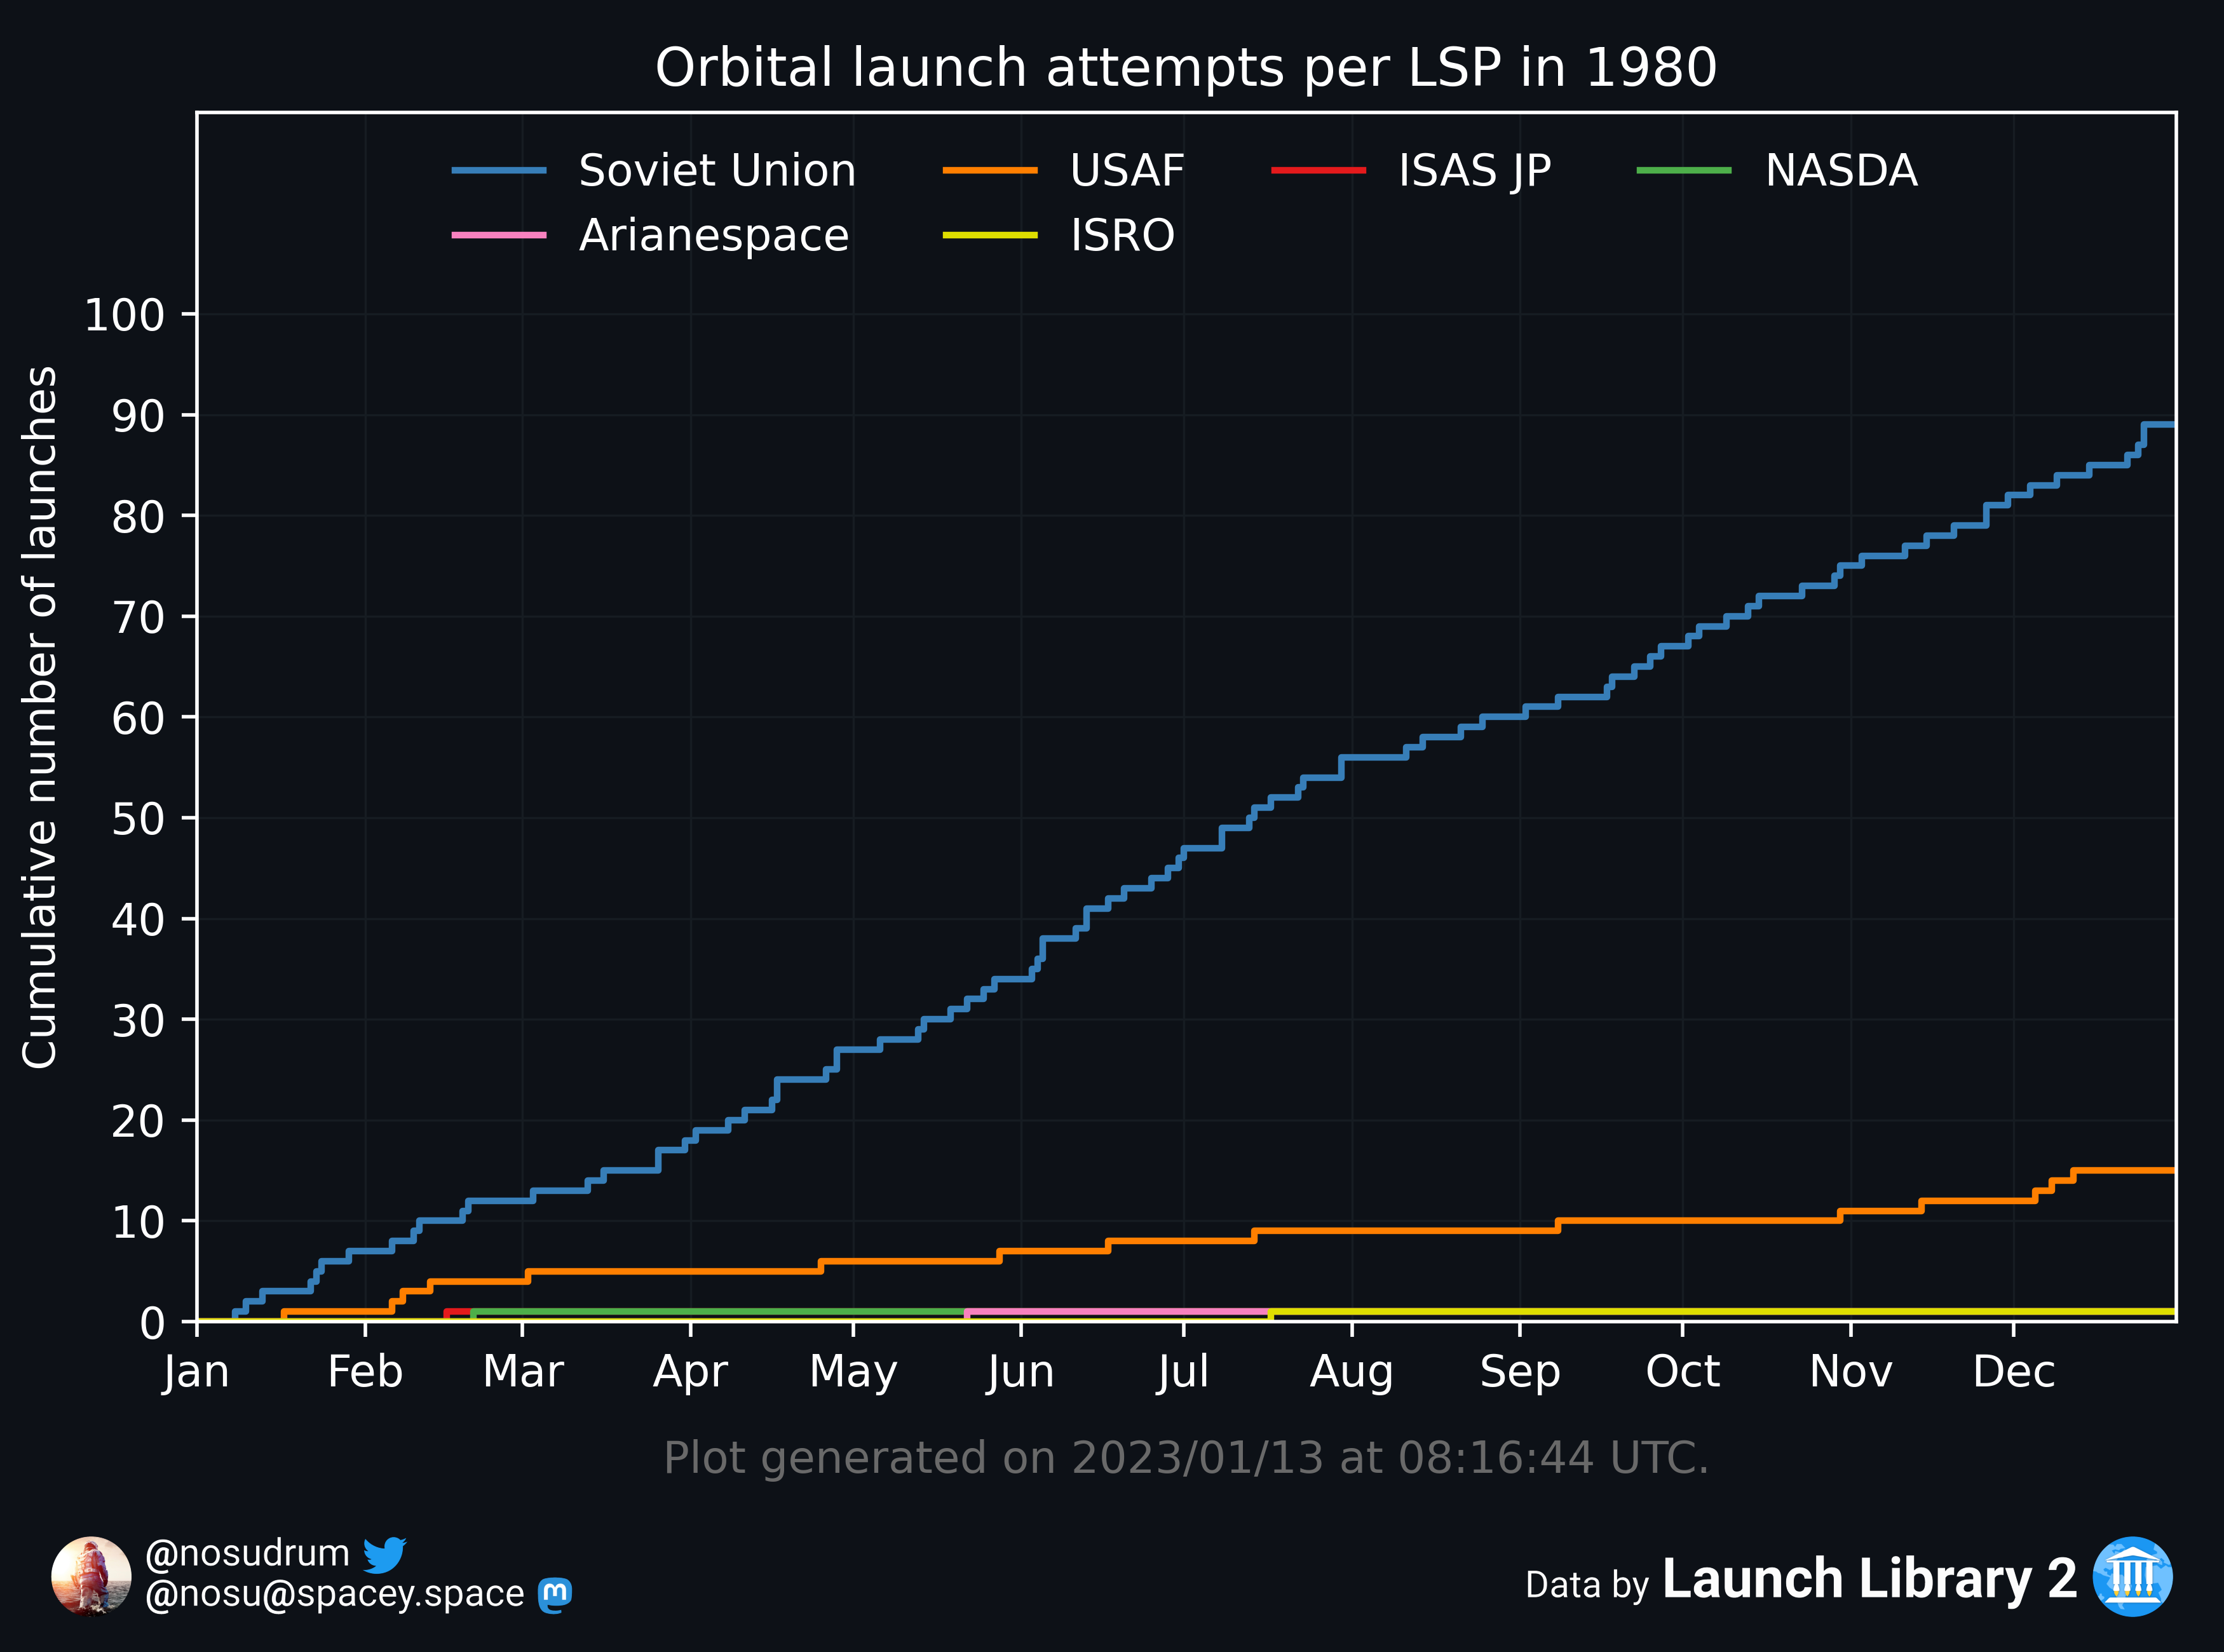 Orbital launch attempts per LSP in 1980
Soviet Union USAF ISAS JP NASDA
Arianespace ISRO
Cumulative number of launches
100
90
80
70
60
50
40
30
20
10
0
Jan Feb Mar Apr May Jun Jul Aug Sep Oct Nov Dec
Plot generated on 2023/01/13 at 08:16:44 UTC.
@nosudrum
@nosu@spacey.space
Data by Launch Library 2